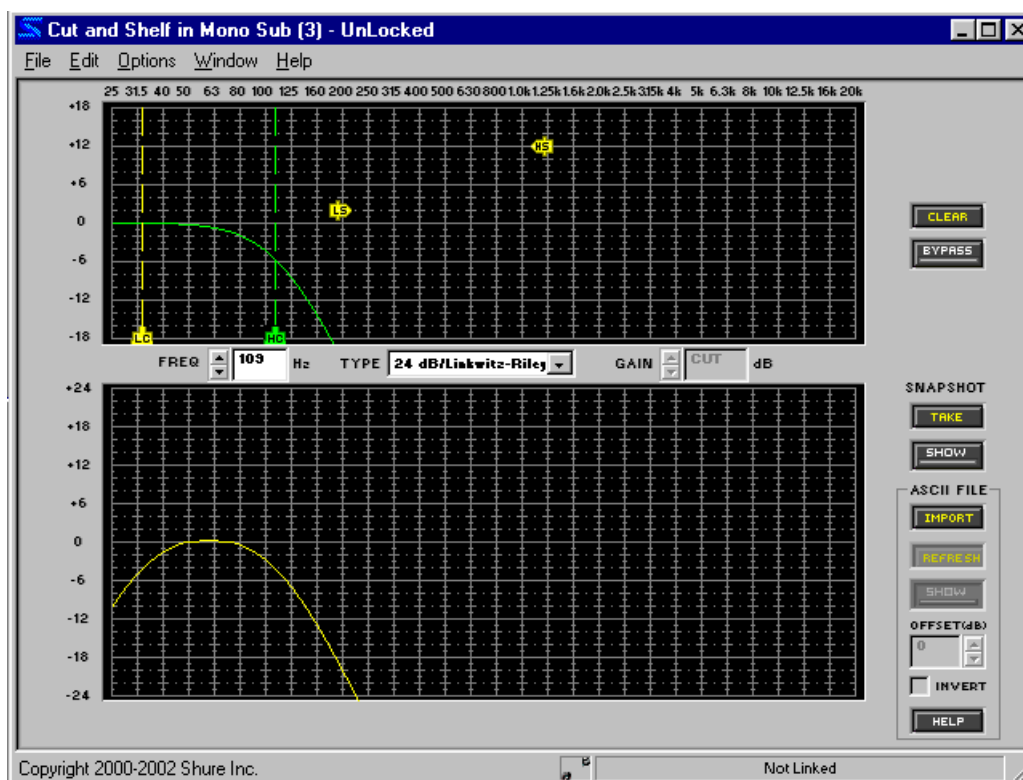 Cut and Shelf in Mono Sub (3) - UnLocked
File Edit Options Window Help
25 31.5 40 50 63 80 100 125 160 200 250 315 400 500 630 800 1.0k 1.25k 1.6k 2.0k 2.5k 3.15k 4k 5k 6.3k 8k 10k 12.5k 16k 20k
+18
+12
+6
0
-6
-12
-18
HS
LS
LC
HC
CLEAR
BYPASS
FREQ 109 Hz TYPE 24 dB/Linkwitz-Riley GAIN CUT dB
+24
+18
+12
+6
0
-6
-12
-18
-24
SNAPSHOT
TAKE
SHOW
ASCII FILE
IMPORT
REFRESH
SHOW
OFFSET(dB)
0
INVERT
HELP
Copyright 2000-2002 Shure Inc.
Not Linked